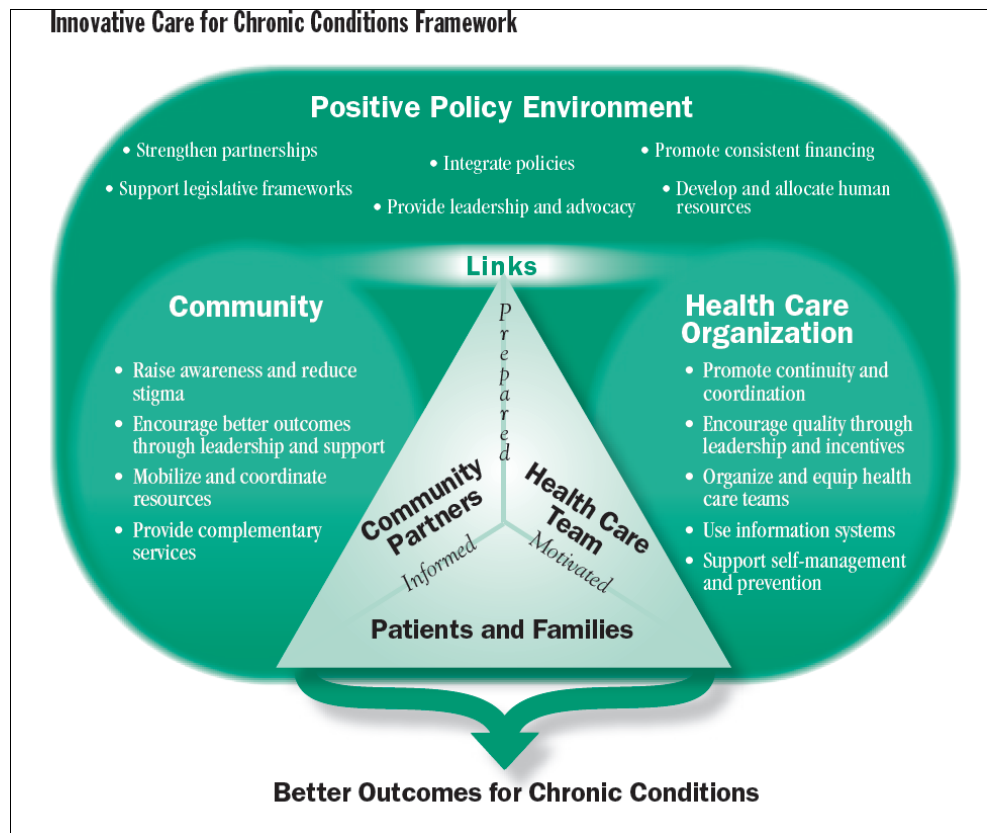 Innovative Care for Chronic Conditions Framework
Positive Policy Environment
• Strengthen partnerships
• Support legislative frameworks
• Integrate policies
• Provide leadership and advocacy
• Promote consistent financing
• Develop and allocate human
resources
Links
Community
• Raise awareness and reduce
stigma
• Encourage better outcomes
through leadership and support
• Mobilize and coordinate
resources
• Provide complementary
services
Prepared
Community
Partners
Health Care
Team
Informed
Motivated
Patients and Families
Health Care
Organization
• Promote continuity and
coordination
• Encourage quality through
leadership and incentives
• Organize and equip health
care teams
• Use information systems
• Support self-management
and prevention
Better Outcomes for Chronic Conditions